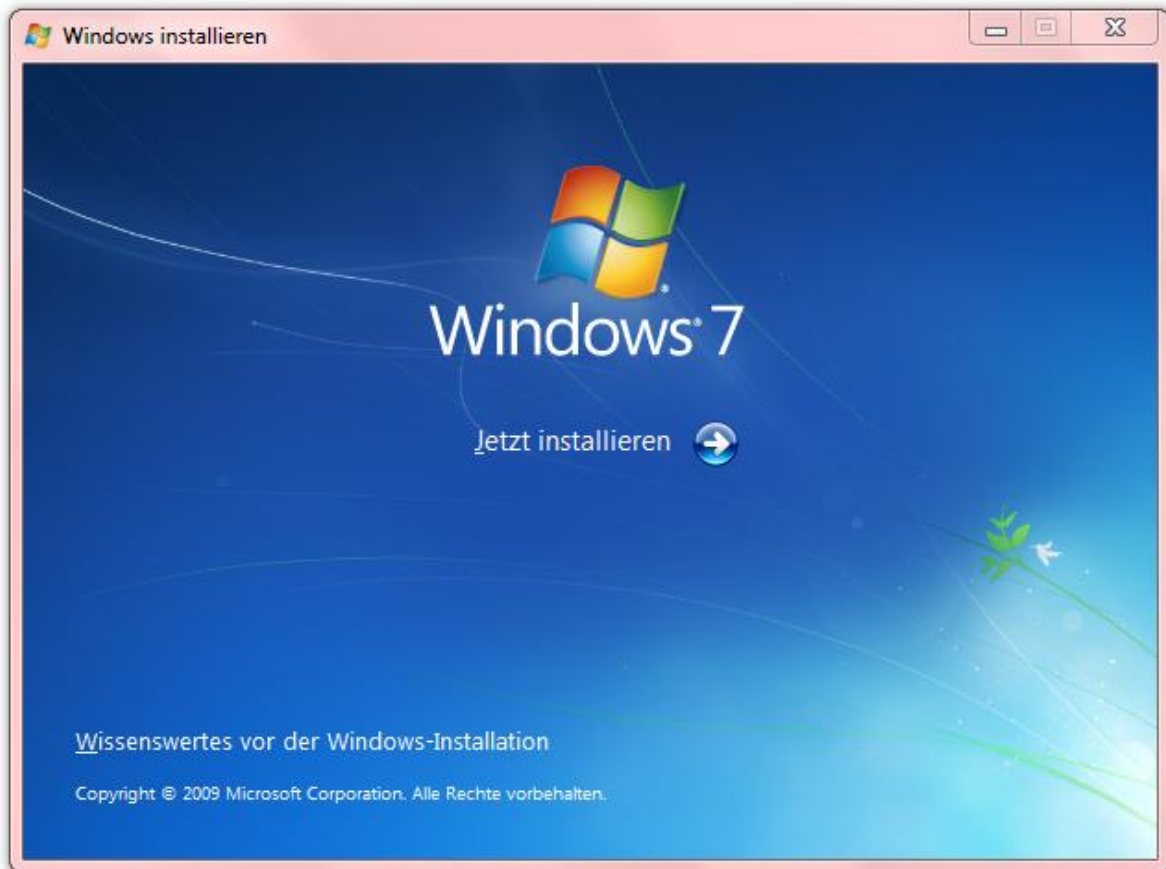 Windows installieren
Windows® 7
Jetzt installieren
Wissenswertes vor der Windows-Installation
Copyright © 2009 Microsoft Corporation. Alle Rechte vorbehalten.